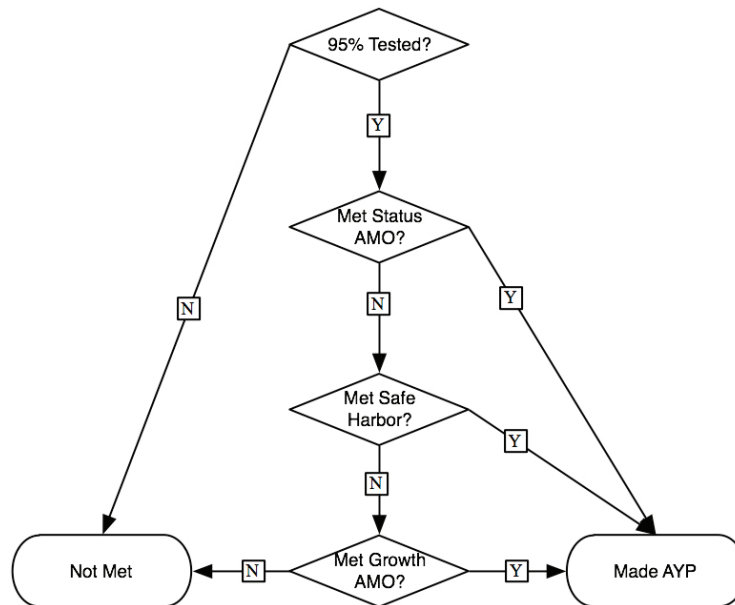 95% Tested?
Y
Met Status
AMO?
N
N
Y
Met Safe
Harbor?
Y
N
Not Met
N
Met Growth
AMO?
Y
Made AYP